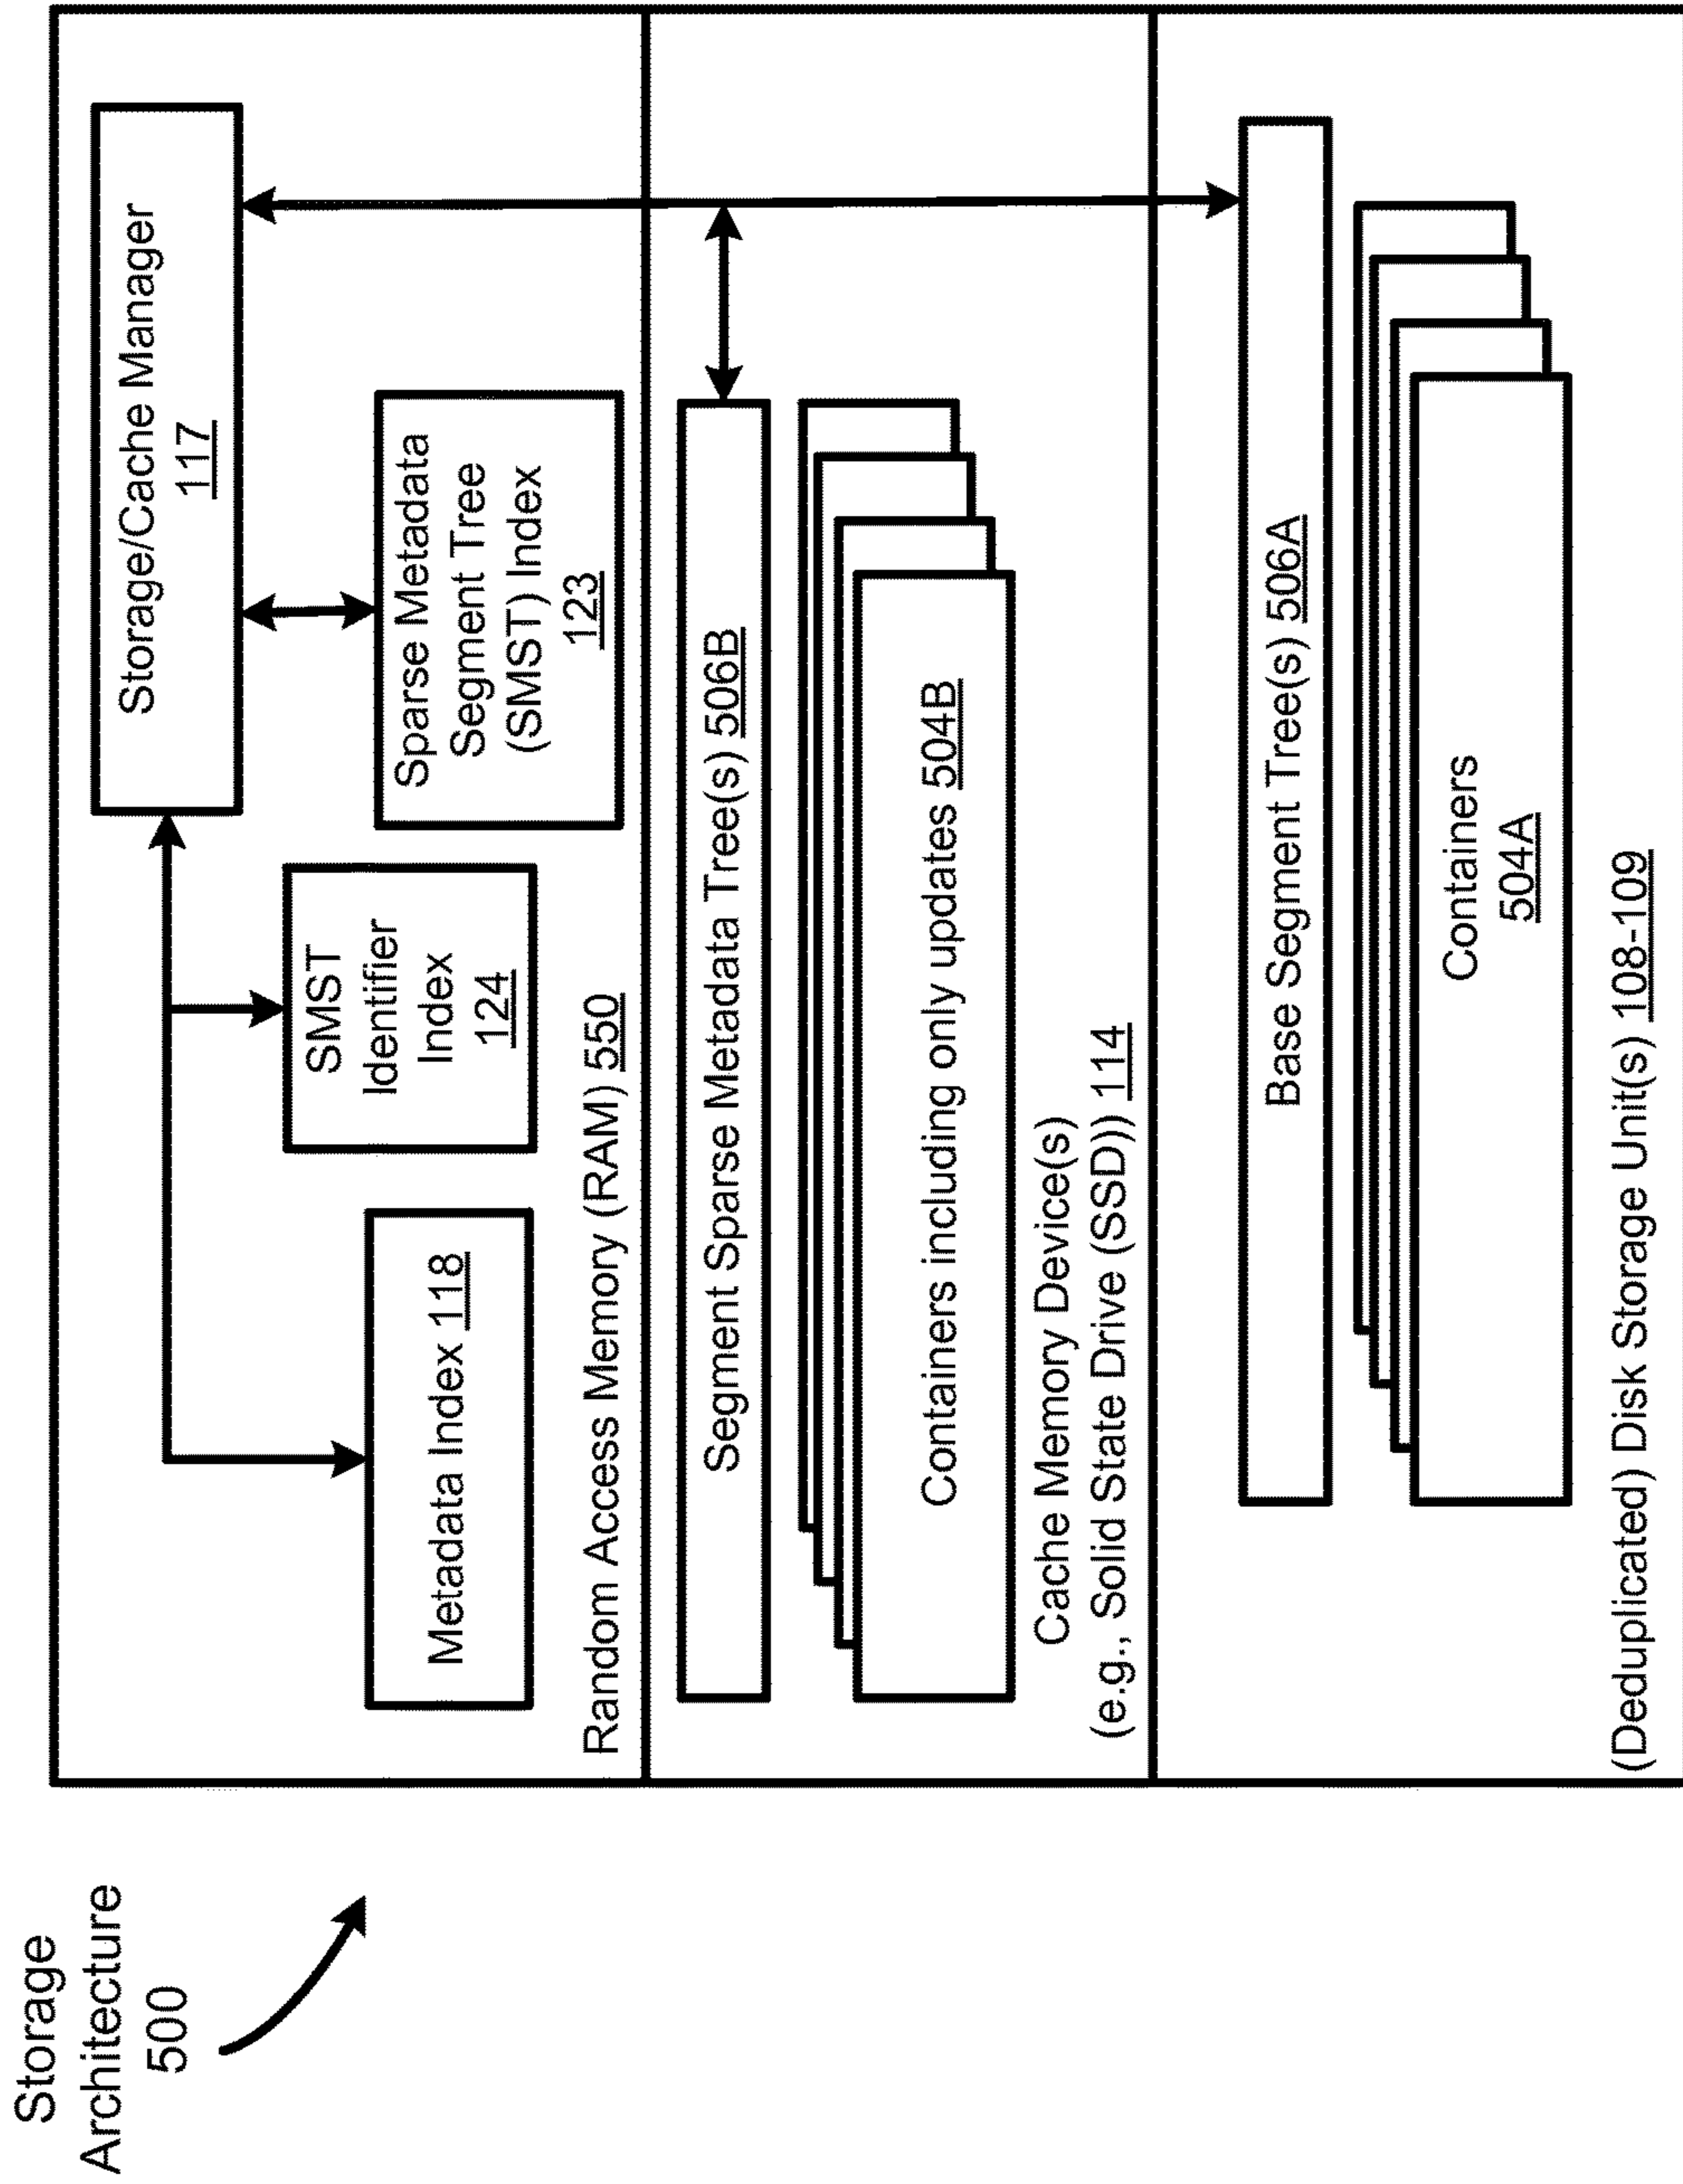 Storage
Architecture
500
Storage/Cache Manager
117
Metadata Index 118
SMST
Identifier
Index
124
Sparse Metadata
Segment Tree
(SMST) Index
123
Random Access Memory (RAM) 550
Segment Sparse Metadata Tree(s) 506B
Containers including only updates 504B
Cache Memory Device(s)
(e.g., Solid State Drive (SSD)) 114
Base Segment Tree(s) 506A
Containers
504A
(Deduplicated) Disk Storage Unit(s) 108-109